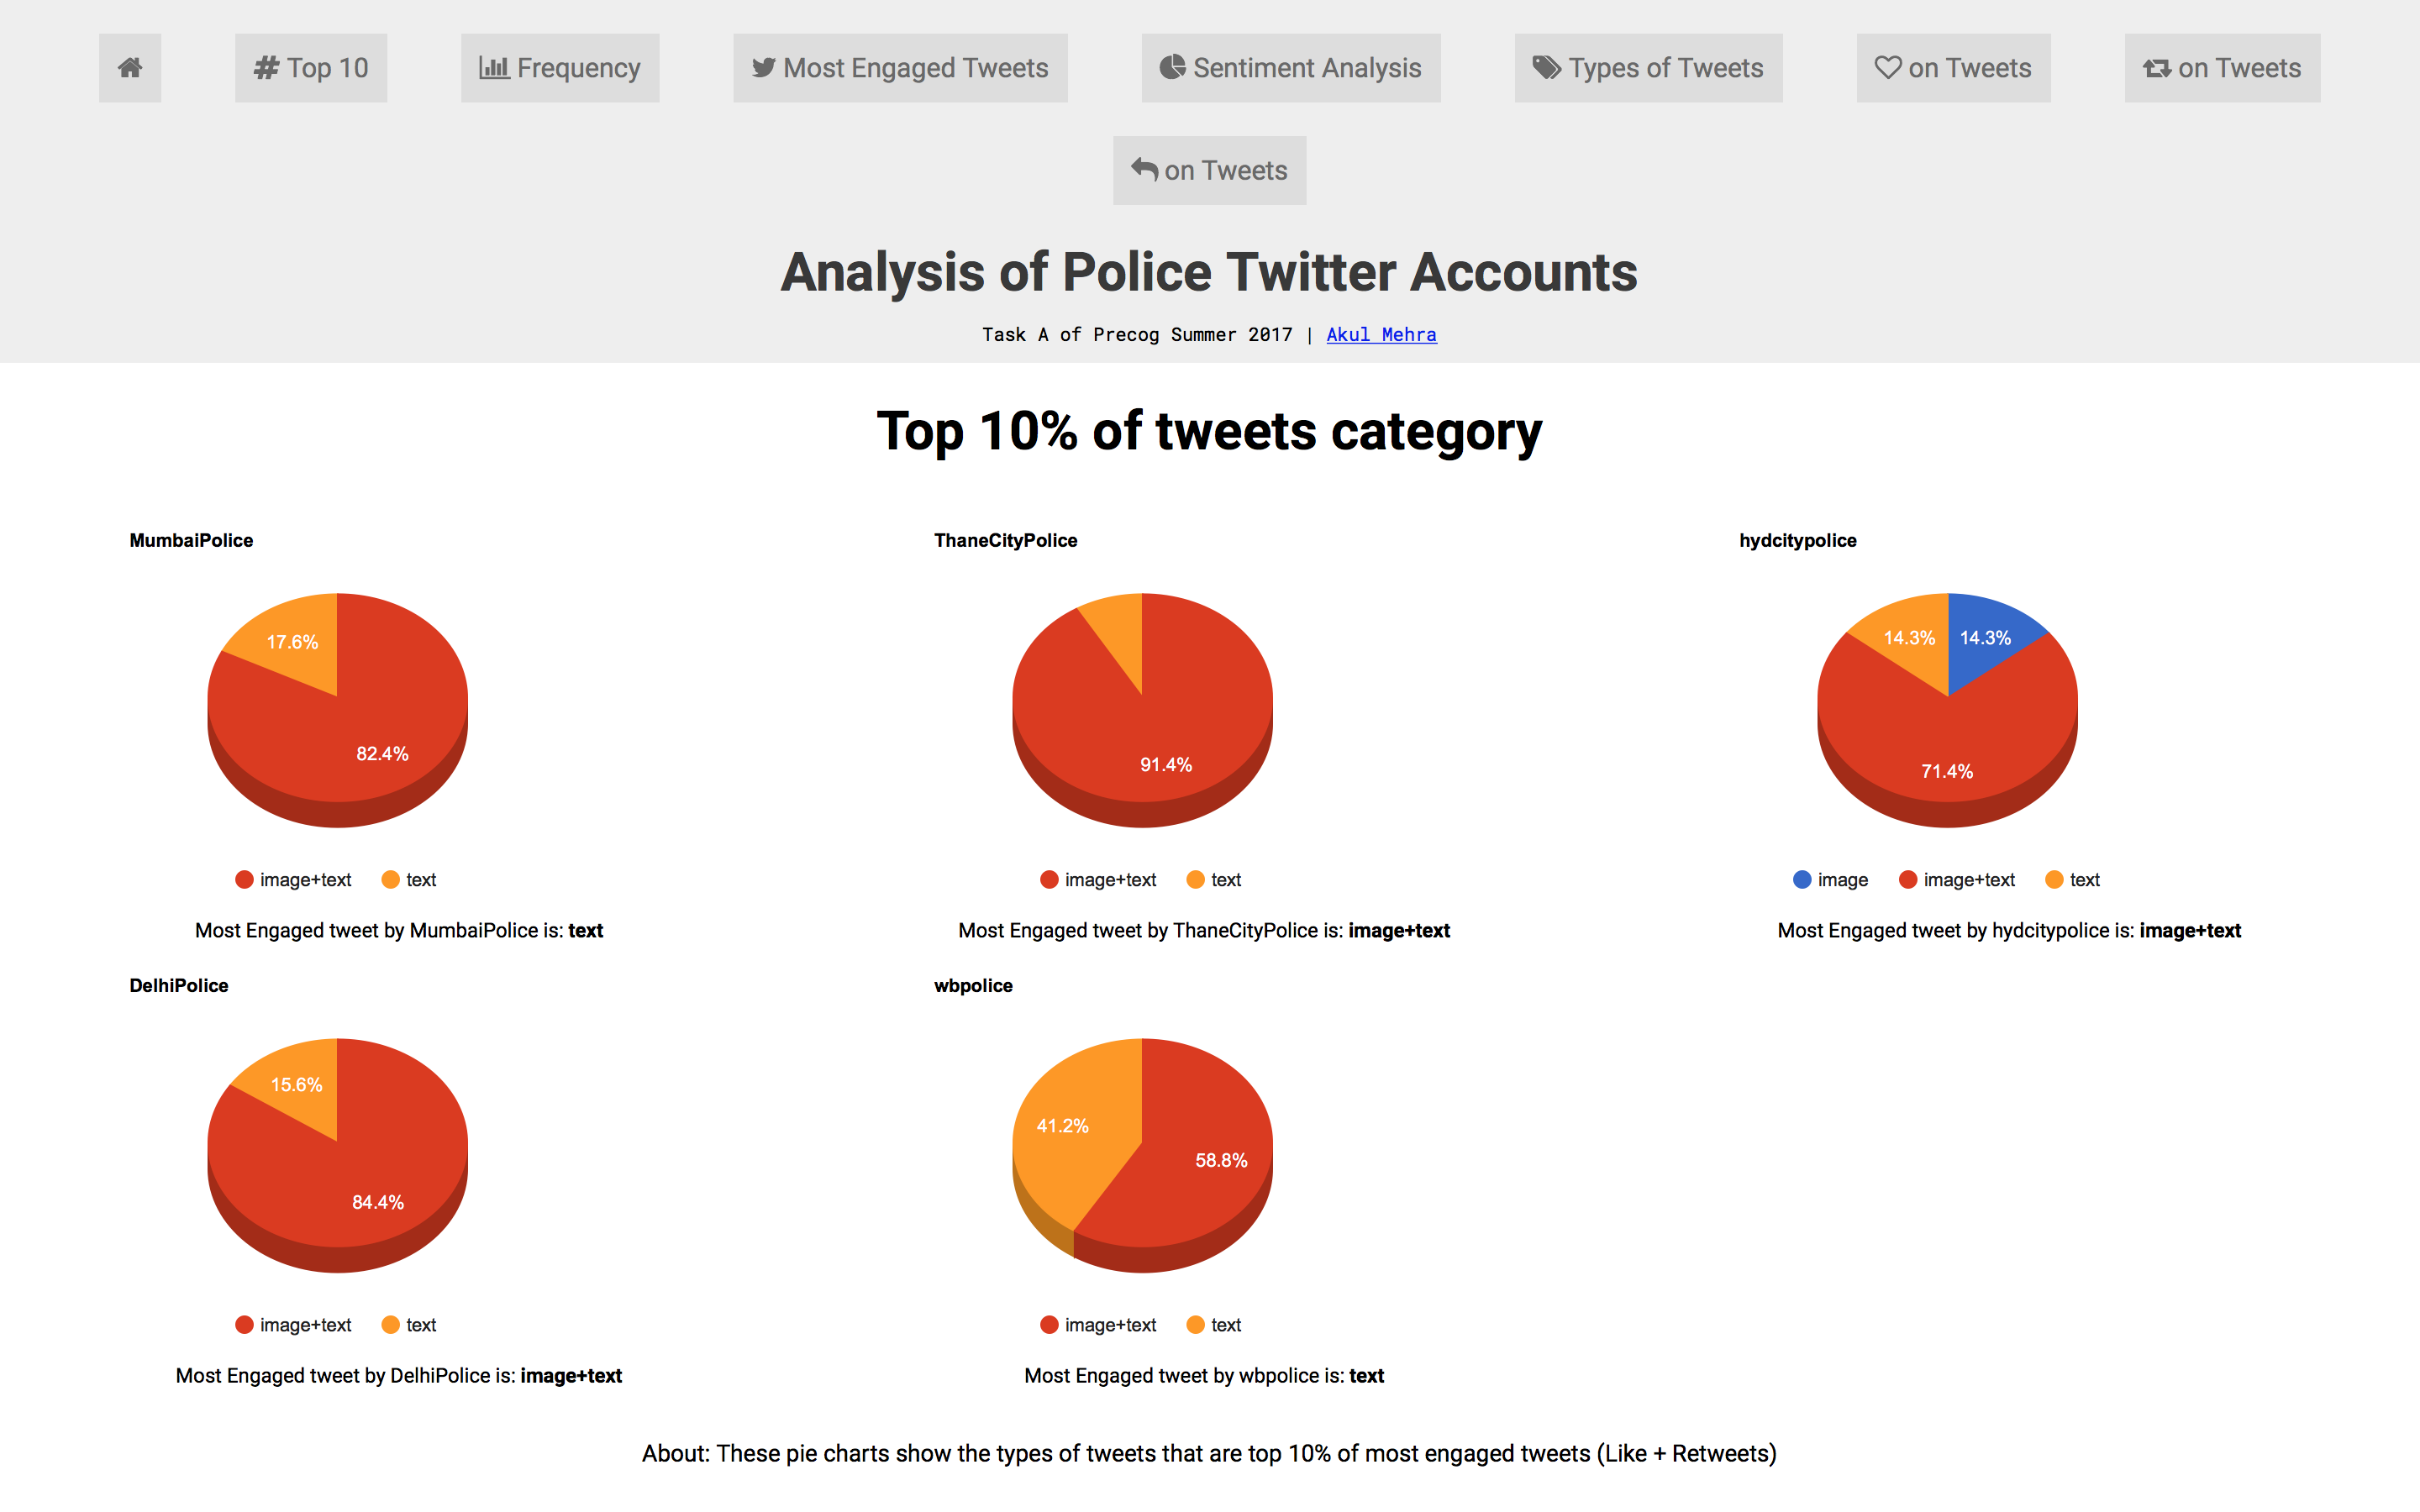 Top 10
Frequency
Most Engaged Tweets
Sentiment Analysis
Types of Tweets
on Tweets
on Tweets
on Tweets
Analysis of Police Twitter Accounts
Task A of Precog Summer 2017 | Akul Mehra
Top 10% of tweets category
MumbaiPolice
17.6%
82.4%
image+text
text
Most Engaged tweet by MumbaiPolice is: text
ThaneCityPolice
91.4%
image+text
text
Most Engaged tweet by ThaneCityPolice is: image+text
hydcitypolice
14.3%
14.3%
71.4%
image
image+text
text
Most Engaged tweet by hydcitypolice is: image+text
DelhiPolice
15.6%
84.4%
image+text
text
Most Engaged tweet by DelhiPolice is: image+text
wbpolice
41.2%
58.8%
image+text
text
Most Engaged tweet by wbpolice is: text
About: These pie charts show the types of tweets that are top 10% of most engaged tweets (Like + Retweets)